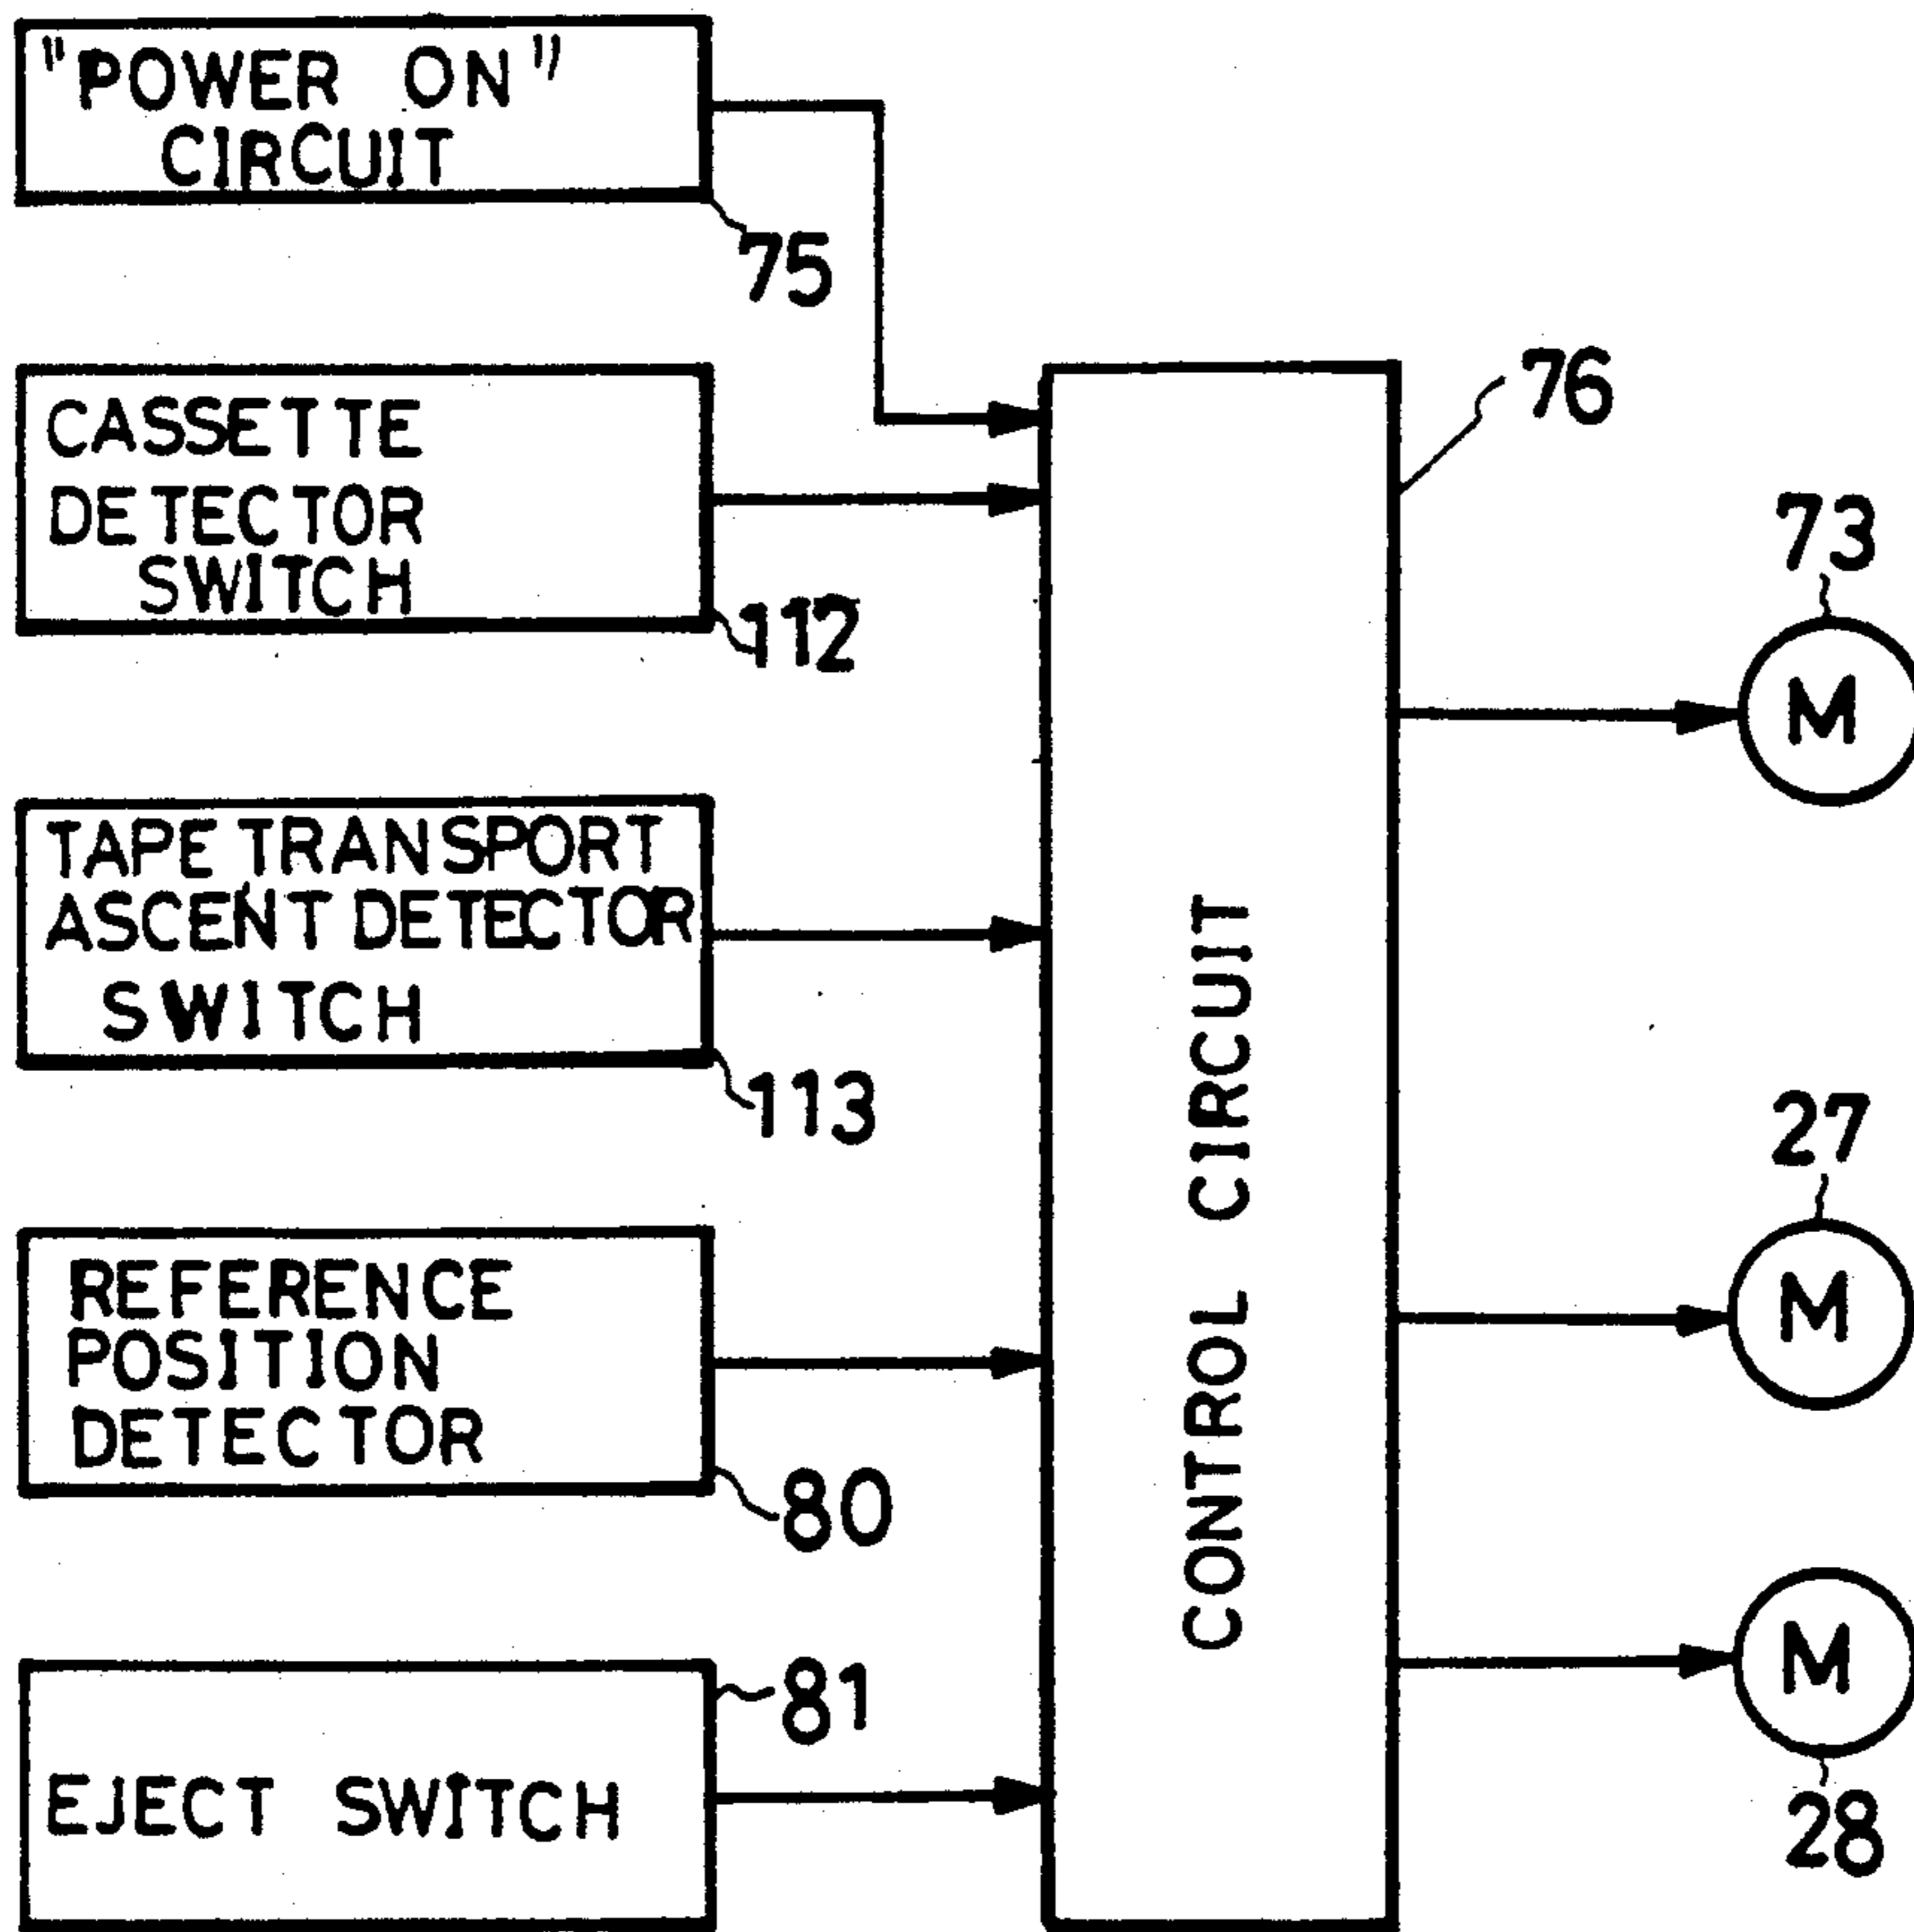 "POWER ON"
CIRCUIT
75
CASSETTE
DETECTOR
SWITCH
112
TAPE TRANSPORT
ASCENT DETECTOR
SWITCH
113
REFERENCE
POSITION
DETECTOR
80
EJECT SWITCH
81
CONTROL CIRCUIT
76
73
M
27
M
M
28